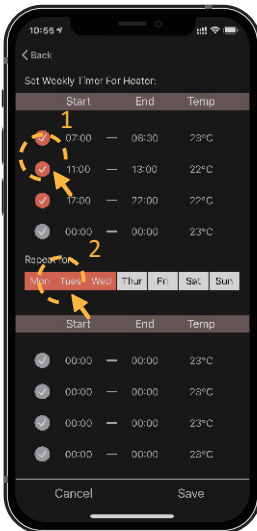 10:55
Back
Set Weekly Timer For Heater:
Start End Temp
1
07:00 — 08:30 23°C
11:00 — 13:00 22°C
17:00 — 22:00 22°C
00:00 — 00:00 23°C
2
Repeat for
Mon Tues Wed Thur Fri Sat Sun
Start End Temp
00:00 — 00:00 23°C
00:00 — 00:00 23°C
00:00 — 00:00 23°C
00:00 — 00:00 23°C
Cancel Save